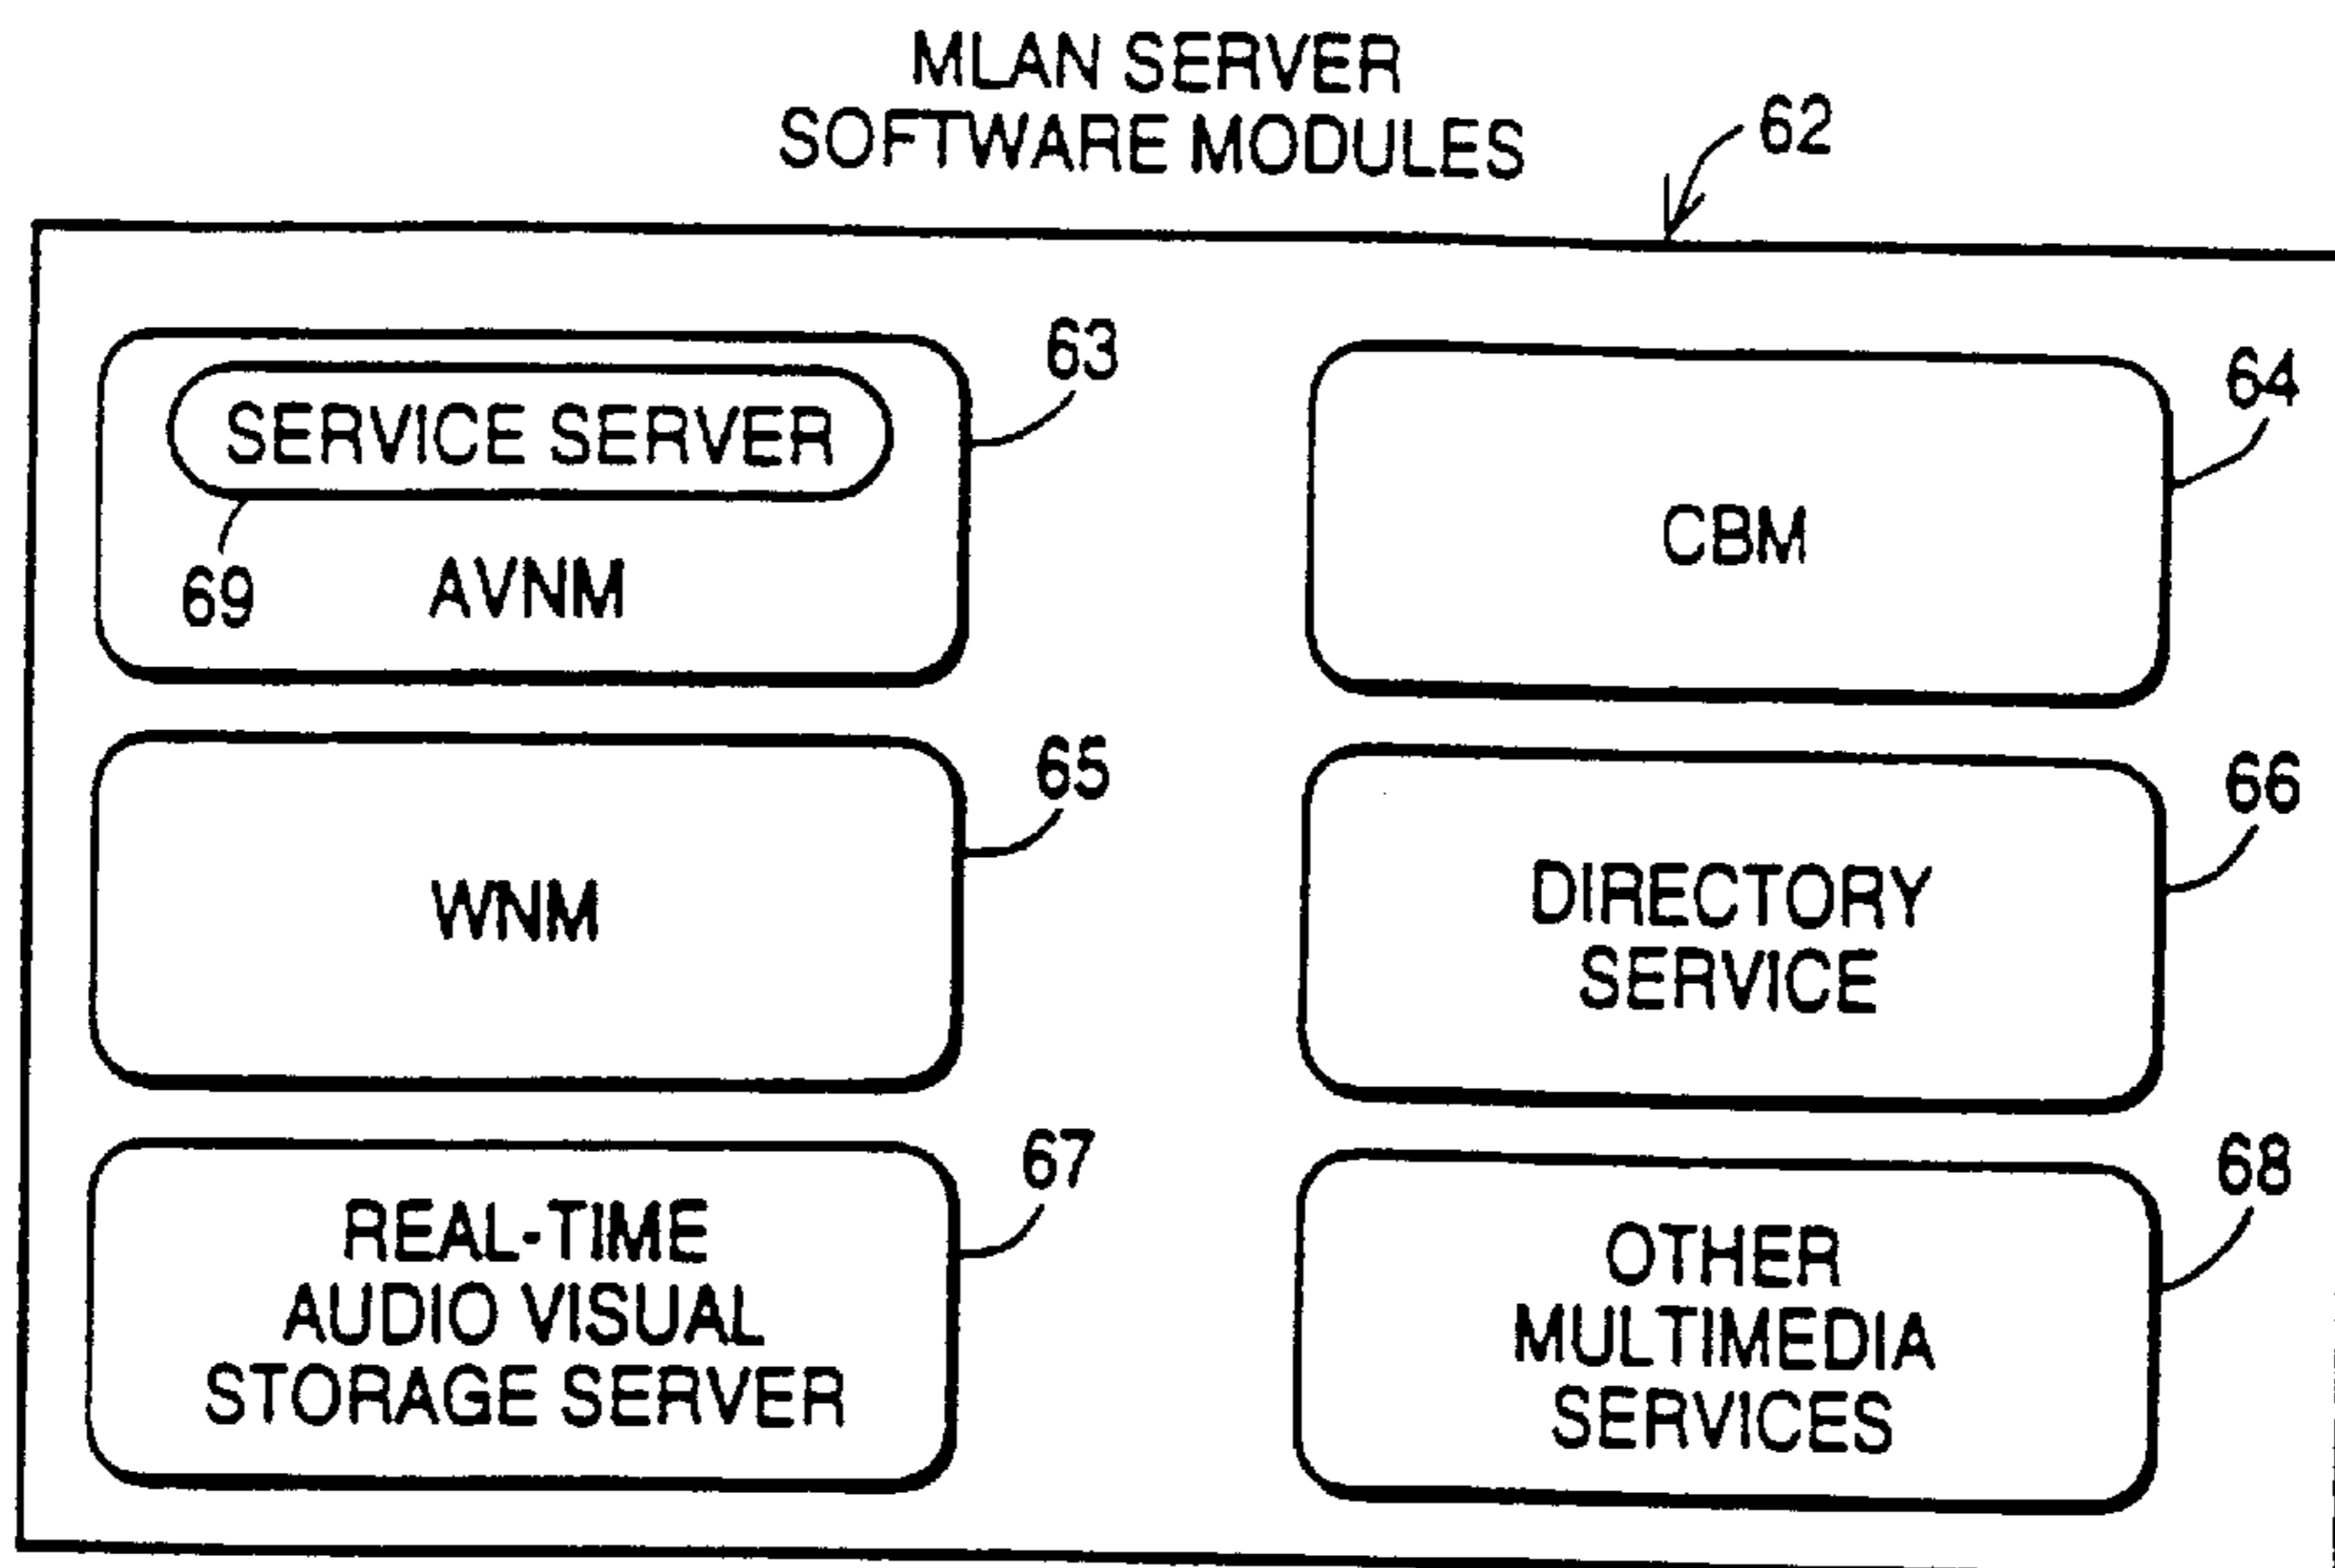 MLAN SERVER
SOFTWARE MODULES
62
63
SERVICE SERVER
69
AVNM
64
CBM
65
WNM
66
DIRECTORY
SERVICE
67
REAL-TIME
AUDIO VISUAL
STORAGE SERVER
68
OTHER
MULTIMEDIA
SERVICES